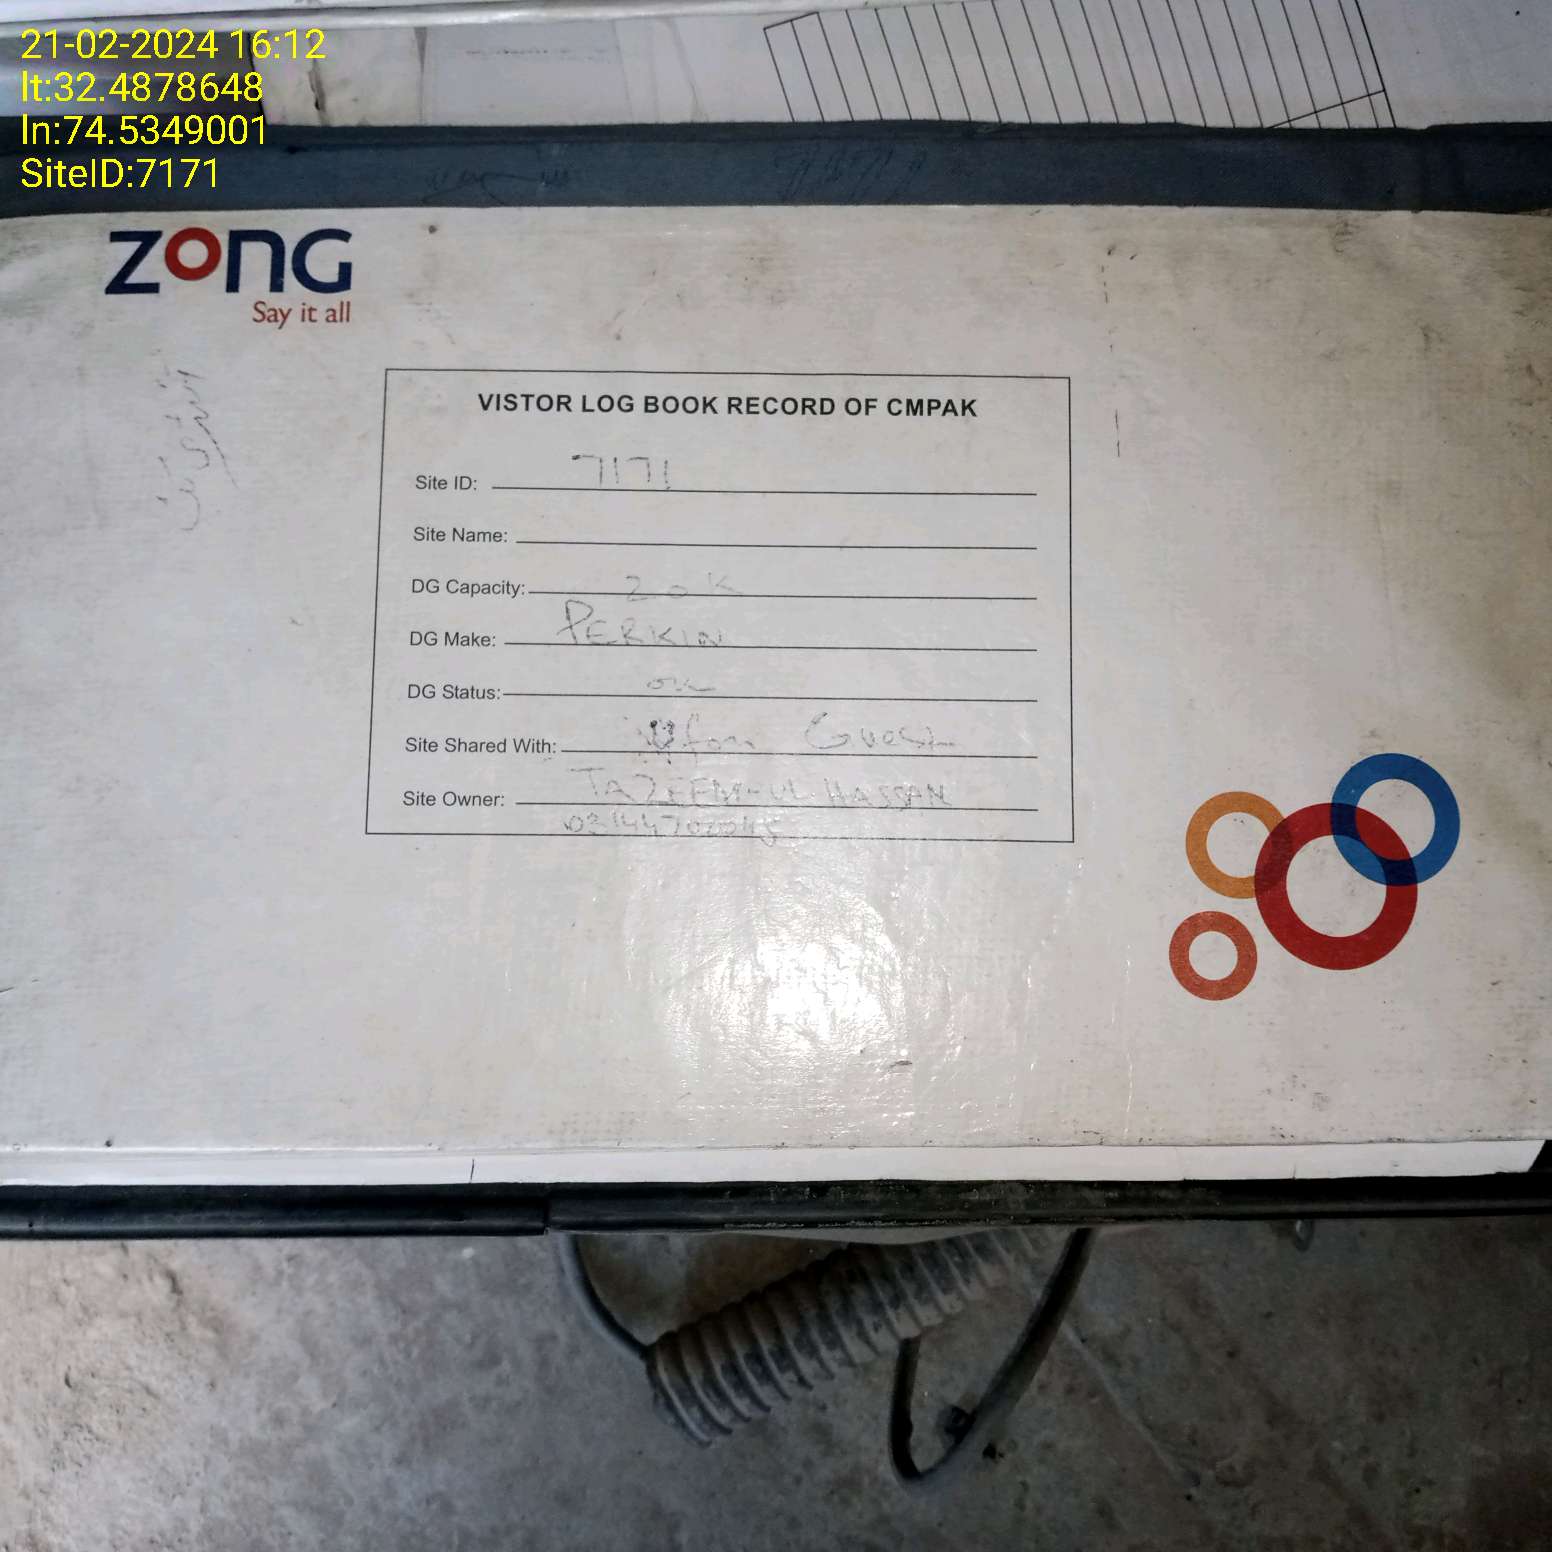 21-02-2024 16:12
lt:32.4878648
ln:74.5349001
SiteID:7171
ZONG
Say it all
VISTOR LOG BOOK RECORD OF CMPAK
Site ID: 7171
Site Name:
DG Capacity: 20K
DG Make: PERKIN
DG Status: ok
Site Shared With: Ufon Guest
Site Owner: TAZEEM-UL-HASSAN